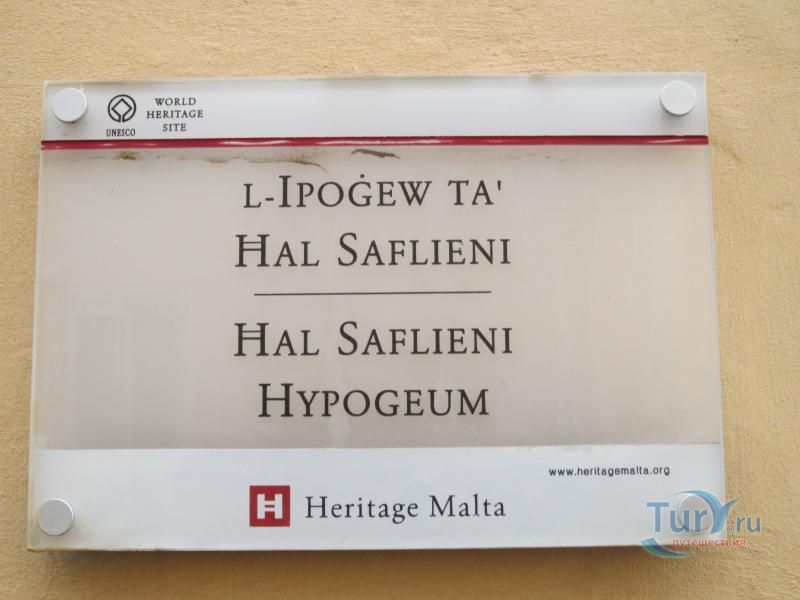 WORLD
HERITAGE
SITE
UNESCO
L-IPOĠEW TA'
ĦAL SAFLIENI
ĦAL SAFLIENI
HYPOGEUM
www.heritagemalta.org
Heritage Malta
Tury.ru
путешествия